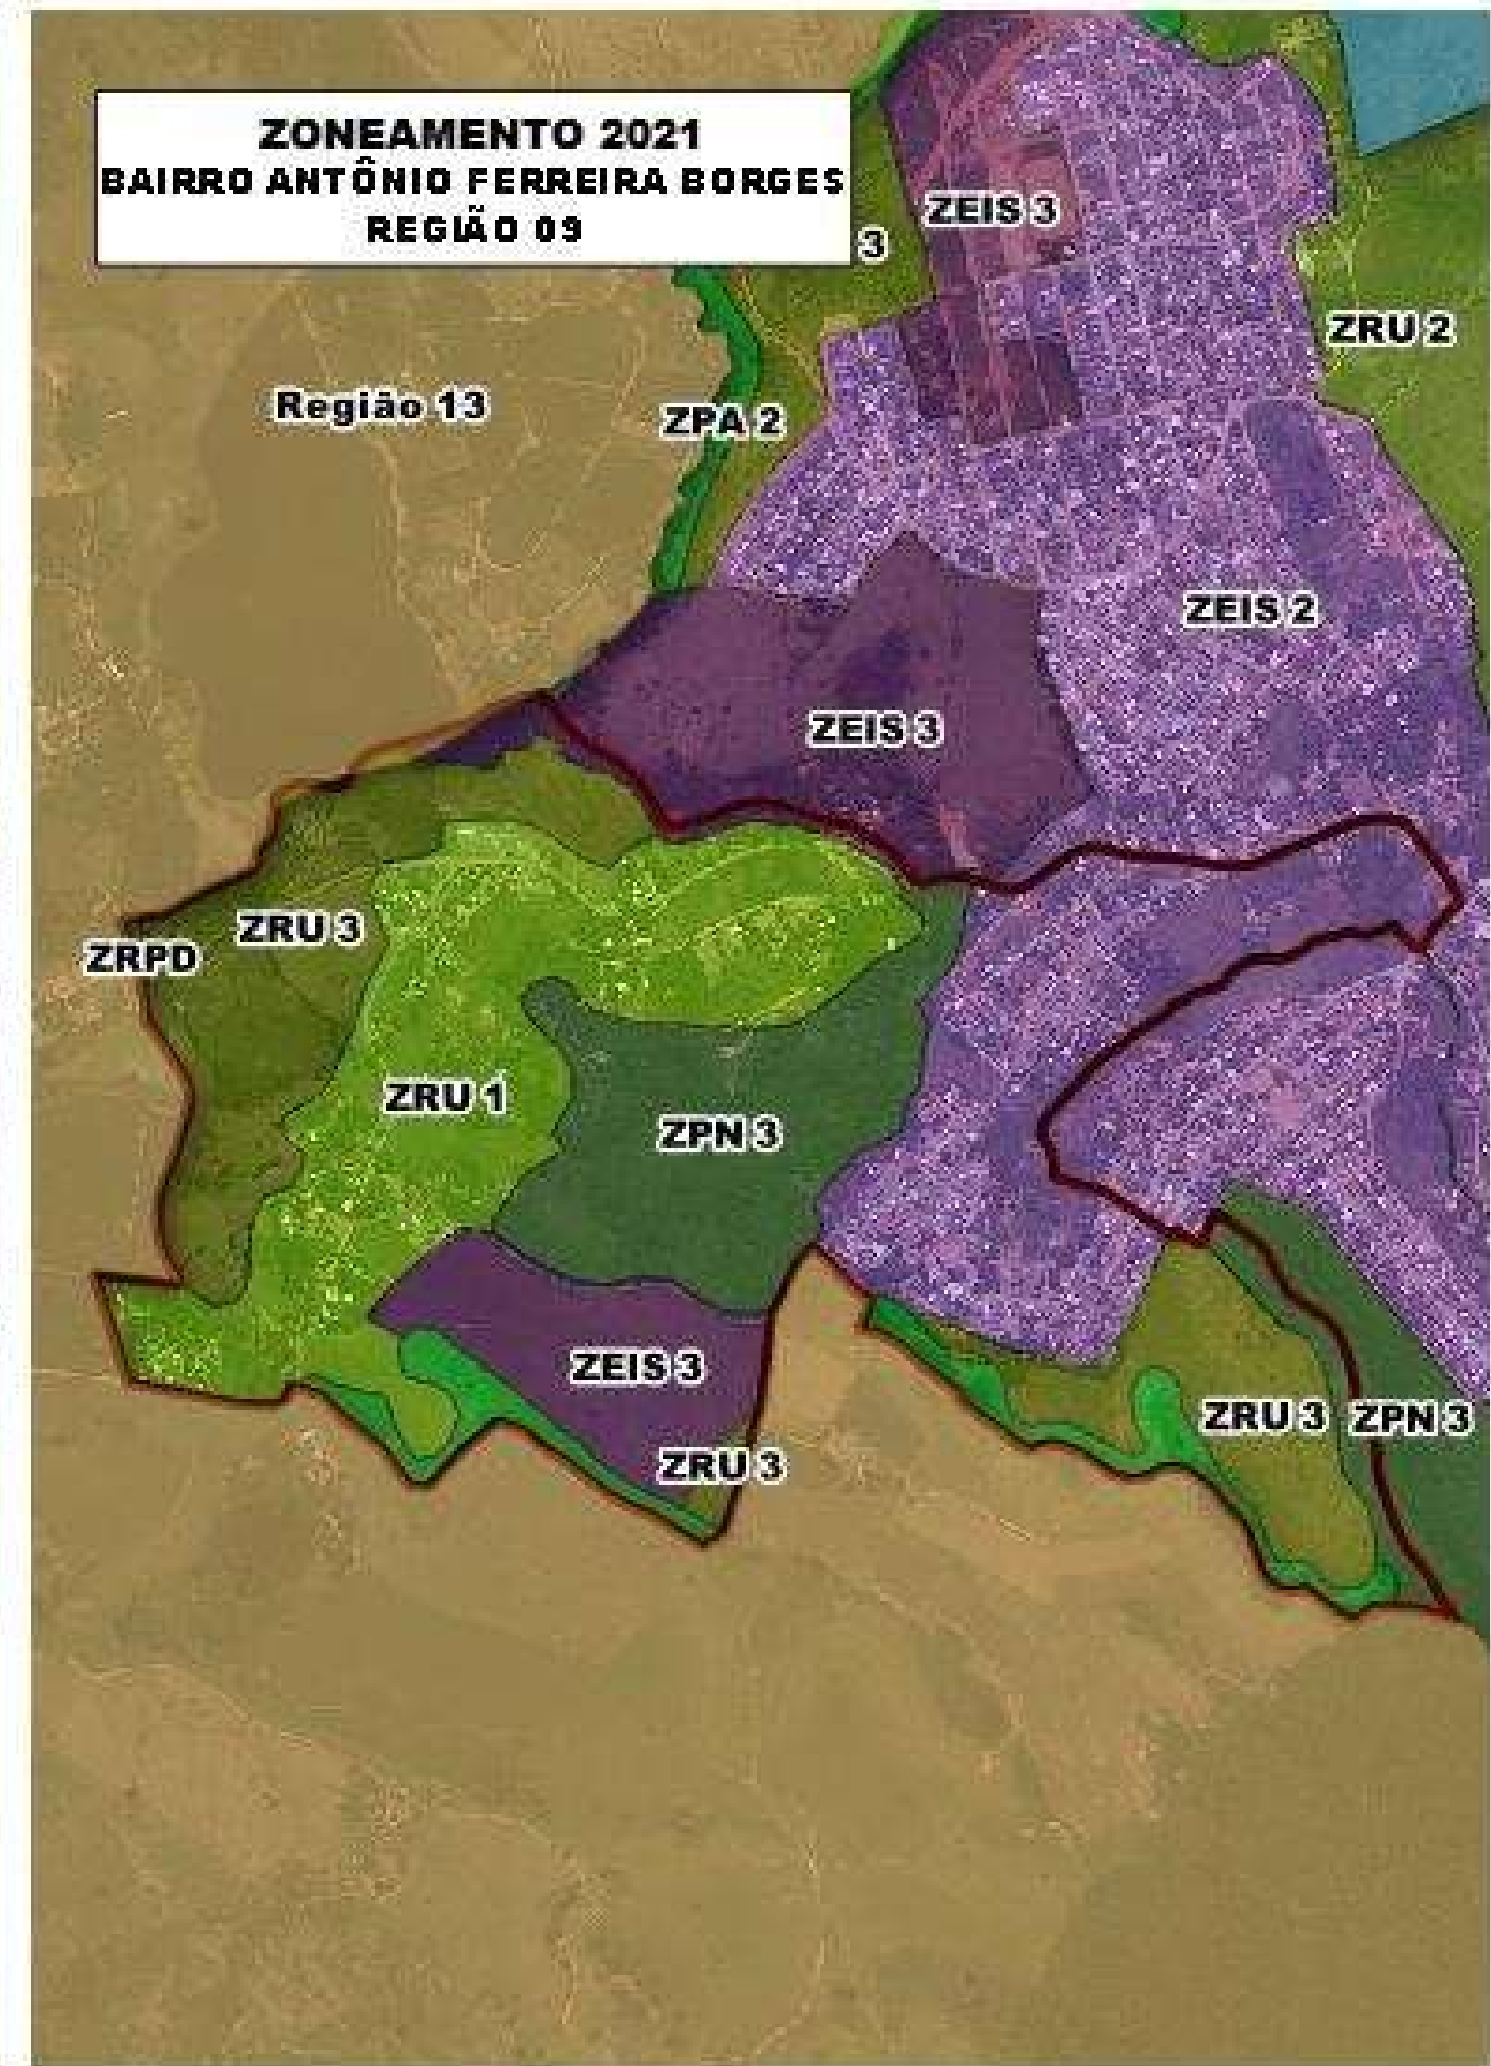 ZONEAMENTO 2021
BAIRRO ANTÔNIO FERREIRA BORGES
REGIÃO 09
ZEIS 3
3
ZRU 2
Região 13
ZPA 2
ZEIS 2
ZEIS 3
ZRU 3
ZRPD
ZRU 1
ZPN 3
ZEIS 3
ZRU 3
ZPN 3
ZRU 3